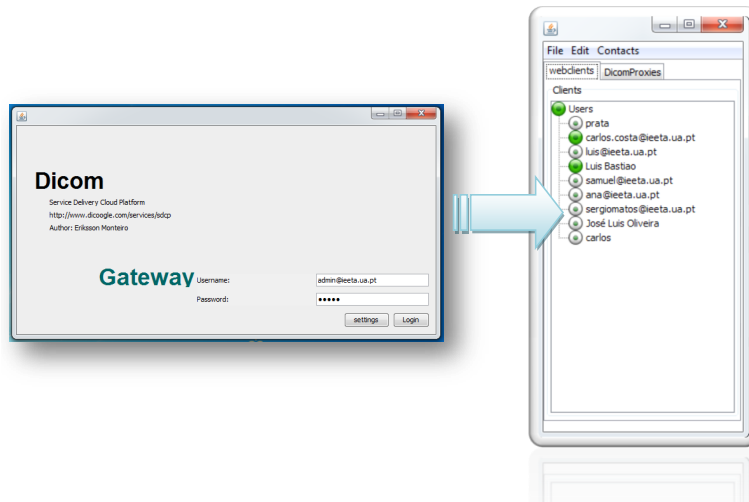 Dicom
Service Delivery Cloud Platform
http://www.dicoogle.com/services/sdcp
Author: Eriksson Monteiro
Gateway
Username: admin@ieeta.ua.pt
Password: •••••
settings Login
File Edit Contacts
webclients DicomProxies
Clients
Users
prata
carlos.costa@ieeta.ua.pt
luis@ieeta.ua.pt
Luis Bastiao
samuel@ieeta.ua.pt
ana@ieeta.ua.pt
sergiomatos@ieeta.ua.pt
José Luis Oliveira
carlos